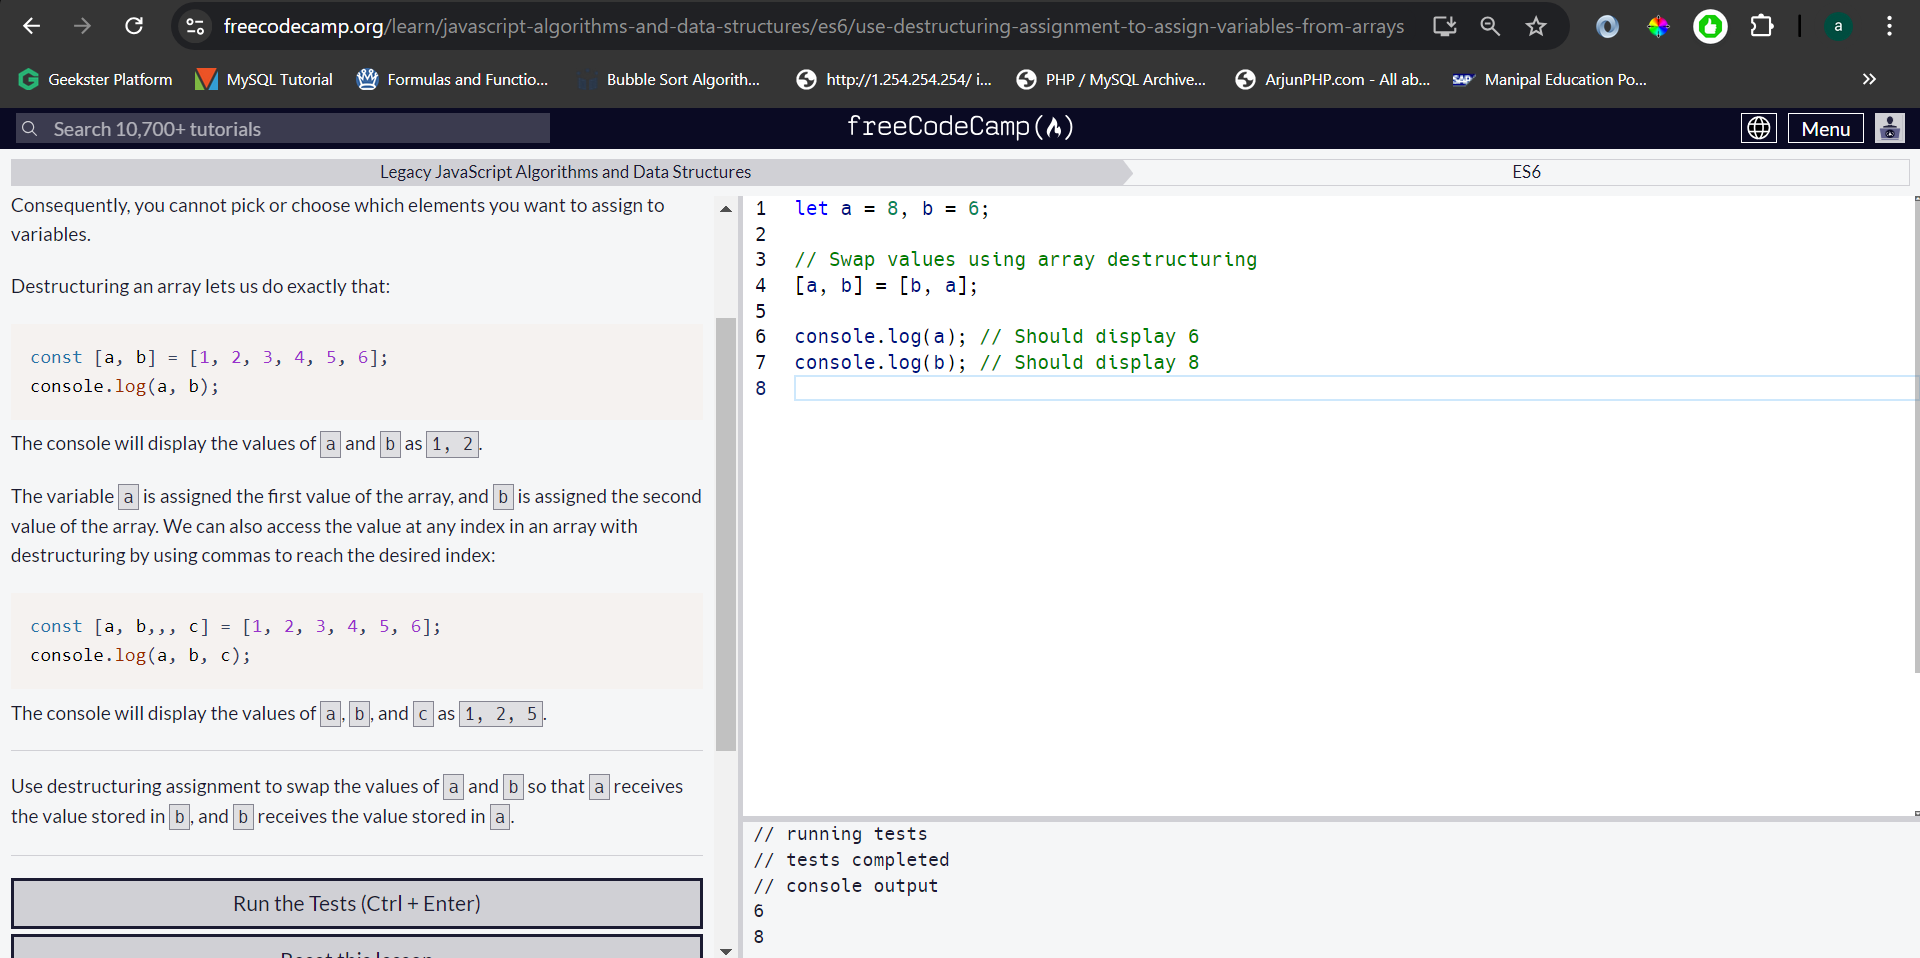 freecodecamp.org/learn/javascript-algorithms-and-data-structures/es6/use-destructuring-assignment-to-assign-variables-from-arrays
a
Geekster Platform
MySQL Tutorial
Formulas and Functio...
Bubble Sort Algorith...
http://1.254.254.254/ i...
PHP / MySQL Archive...
ArjunPHP.com - All ab...
SAP
Manipal Education Po...
»
Search 10,700+ tutorials
freeCodeCamp
Menu
Legacy JavaScript Algorithms and Data Structures
ES6
Consequently, you cannot pick or choose which elements you want to assign to
variables.
Destructuring an array lets us do exactly that:
const [a, b] = [1, 2, 3, 4, 5, 6];
console.log(a, b);
The console will display the values of a and b as 1, 2.
The variable a is assigned the first value of the array, and b is assigned the second
value of the array. We can also access the value at any index in an array with
destructuring by using commas to reach the desired index:
const [a, b,,, c] = [1, 2, 3, 4, 5, 6];
console.log(a, b, c);
The console will display the values of a, b, and c as 1, 2, 5.
Use destructuring assignment to swap the values of a and b so that a receives
the value stored in b, and b receives the value stored in a.
Run the Tests (Ctrl + Enter)
Reset this lesson
1 let a = 8, b = 6;
2
3 // Swap values using array destructuring
4 [a, b] = [b, a];
5
6 console.log(a); // Should display 6
7 console.log(b); // Should display 8
8
// running tests
// tests completed
// console output
6
8